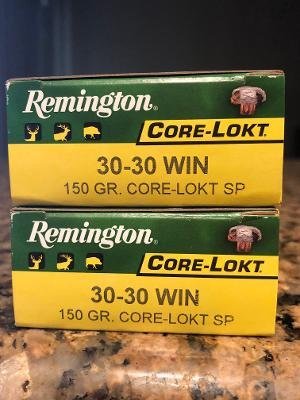 Remington
CORE-LOKT
30-30 WIN
150 GR. CORE-LOKT SP
Remington
CORE-LOKT
30-30 WIN
150 GR. CORE-LOKT SP